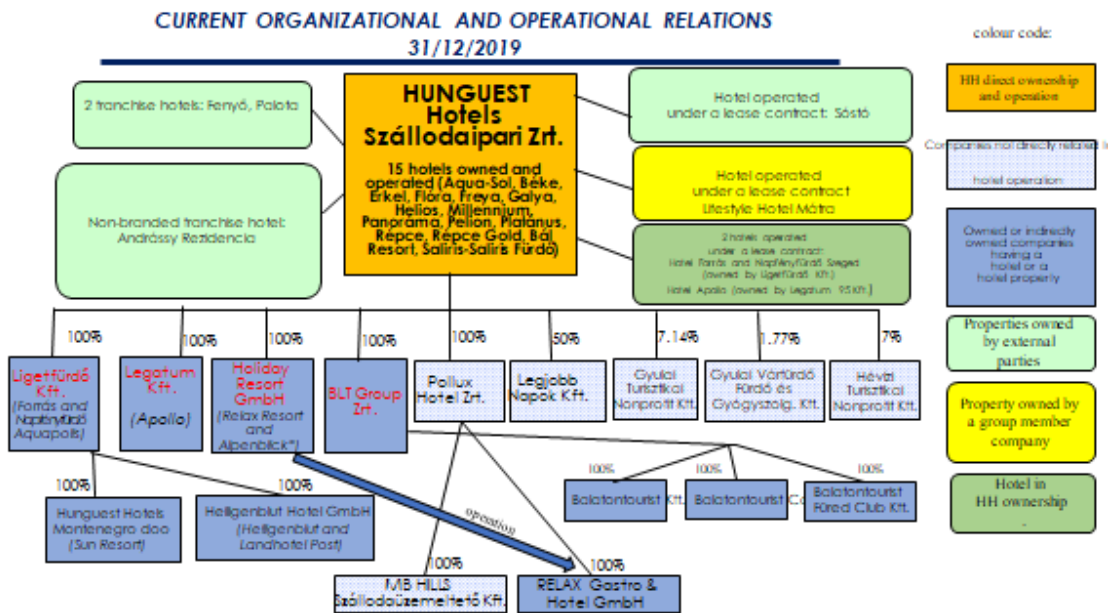 CURRENT ORGANIZATIONAL AND OPERATIONAL RELATIONS
31/12/2019
colour code:
2 franchise hotels: Fenyő, Palota
Non-branded franchise hotel:
Andrássy Rezidencia
HUNGUEST
Hotels
Szállodaipari Zrt.
15 hotels owned and
operated (Aqua-Sol, Béke,
Erkel, Flóra, Freya, Galya,
Helios, Millennium,
Panoráma, Pelion, Platánus,
Répce, Répce Gold, Bál
Resort, Saliris-Saliris Fürdő)
Hotel operated
under a lease contract: Sóstó
Hotel operated
under a lease contract
Lifestyle Hotel Mátra
2 hotels operated
under a lease contract:
Hotel Forrás and Napfényfürdő Szeged
(owned by Ligetfürdő Kft.)
Hotel Apollo (owned by Legatum 95 Kft.)
HH direct ownership
and operation
Companies not directly related
hotel operation
Owned or indirectly
owned companies
having a
hotel or a
hotel property
Properties owned
by external
parties
Property owned by
a group member
company
Hotel in
HH ownership
.
100%
100%
100%
100%
100%
50%
7.14%
1.77%
7%
Ligetfürdő
Kft.
(Forrás and
Napfényfürdő
Aquapolis)
Legatum
Kft.
(Apollo)
Holiday
Resort
GmbH
(Relax Resort
and
Alpenblick*)
BLT Group
Zrt.
Pollux
Hotel Zrt.
Legjobb
Napok Kft.
Gyulai
Turisztikai
Nonprofit Kft.
Gyulai Várfürdő
Fürdő és
Gyógyszolg. Kft.
Hévízi
Turisztikai
Nonprofit Kft.
100%
100%
100%
100%
100%
Hunguest Hotels
Montenegro doo
(Sun Resort)
Heiligenblut Hotel GmbH
(Heiligenblut and
Landhotel Post)
operation
Balatontourist Kft.
Balatontourist
Balatontourist
Füred Club Kft.
100%
100%
MB HILLS
Szállodaüzemeltető Kft.
RELAX Gastro &
Hotel GmbH